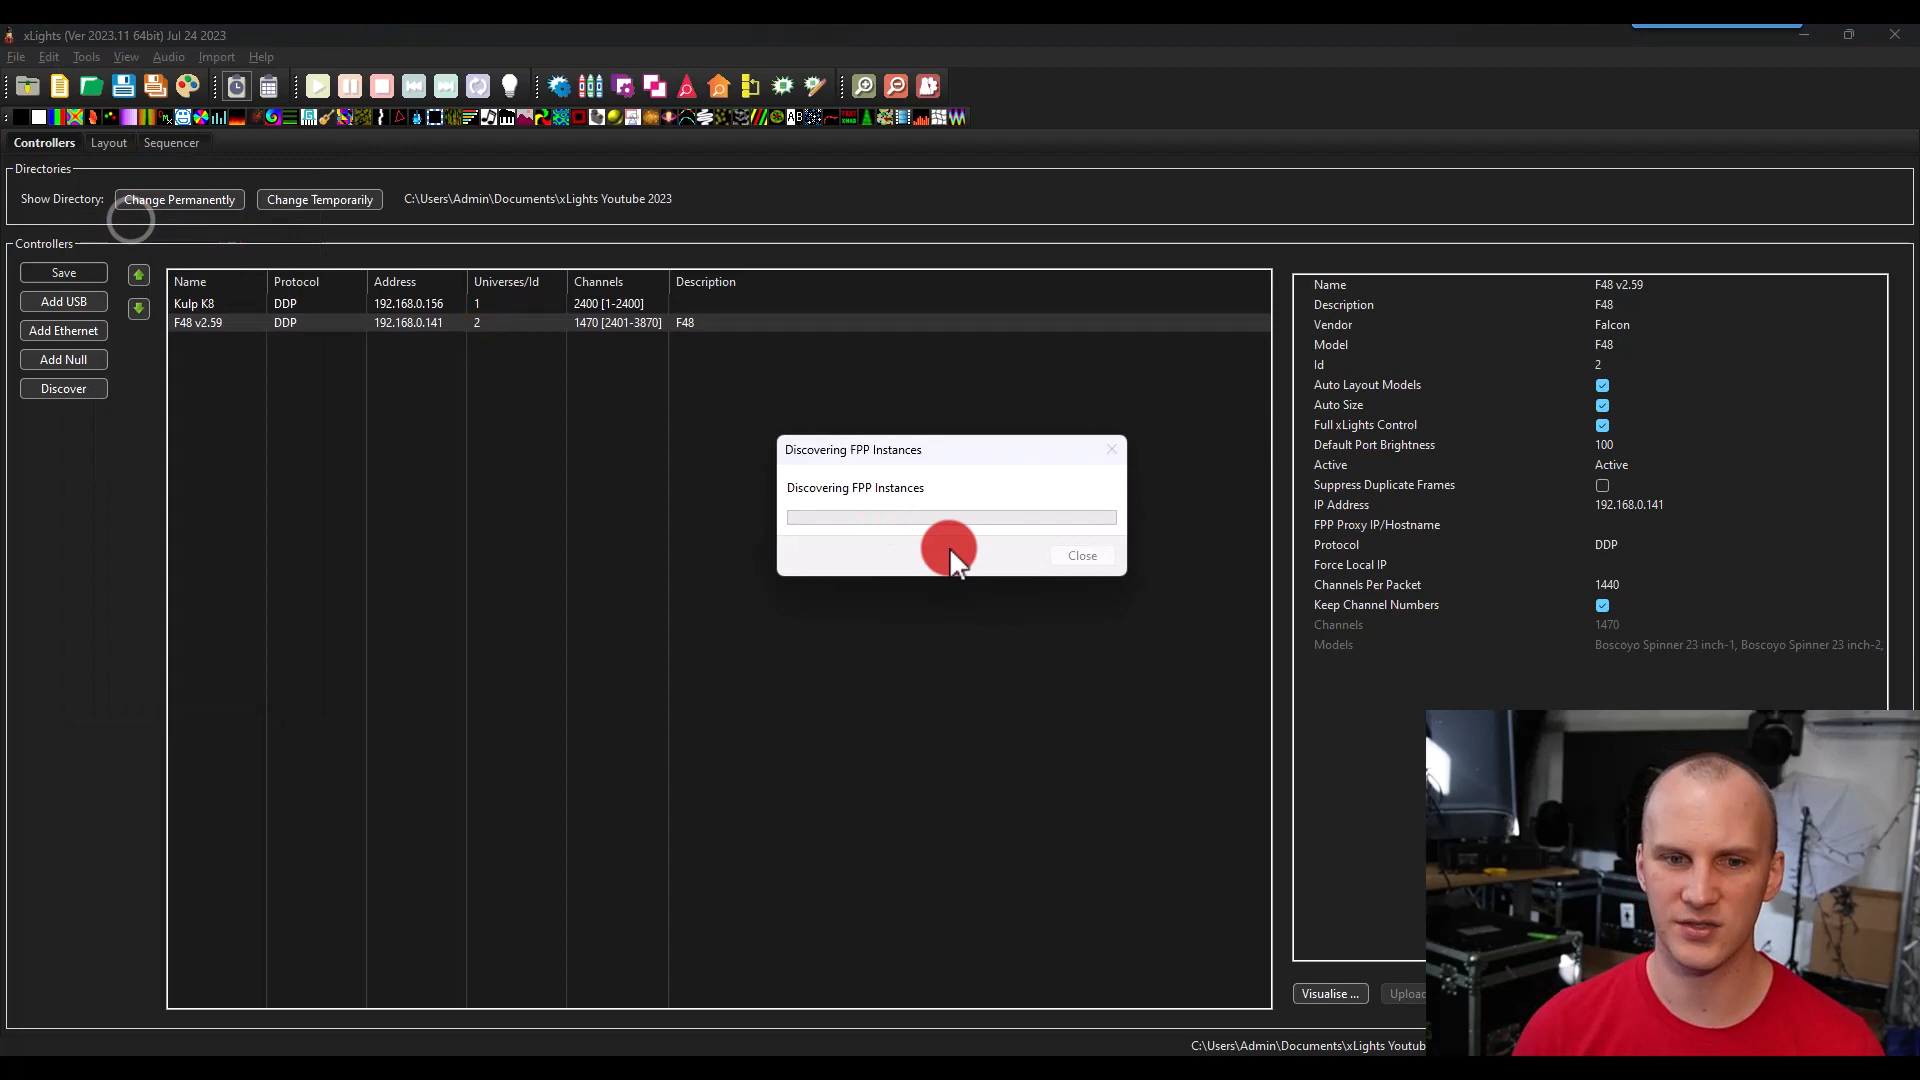 xLights (Ver 2023.11 64bit) Jul 24 2023
File Edit Tools View Audio Import Help
Controllers Layout Sequencer
Directories
Show Directory: Change Permanently Change Temporarily C:\Users\Admin\Documents\xLights Youtube 2023
Controllers
Save
Add USB
Add Ethernet
Add Null
Discover
Name Protocol Address Universes/Id Channels Description
Kulp K8 DDP 192.168.0.156 1 2400 [1-2400]
F48 v2.59 DDP 192.168.0.141 2 1470 [2401-3870] F48
Discovering FPP Instances
Discovering FPP Instances
Close
Name F48 v2.59
Description F48
Vendor Falcon
Model F48
Id 2
Auto Layout Models
Auto Size
Full xLights Control
Default Port Brightness 100
Active Active
Suppress Duplicate Frames
IP Address 192.168.0.141
FPP Proxy IP/Hostname
Protocol DDP
Force Local IP
Channels Per Packet 1440
Keep Channel Numbers
Channels 1470
Models Boscoyo Spinner 23 inch-1, Boscoyo Spinner 23 inch-2,
Visualise ... Upload
C:\Users\Admin\Documents\xLights Youtub